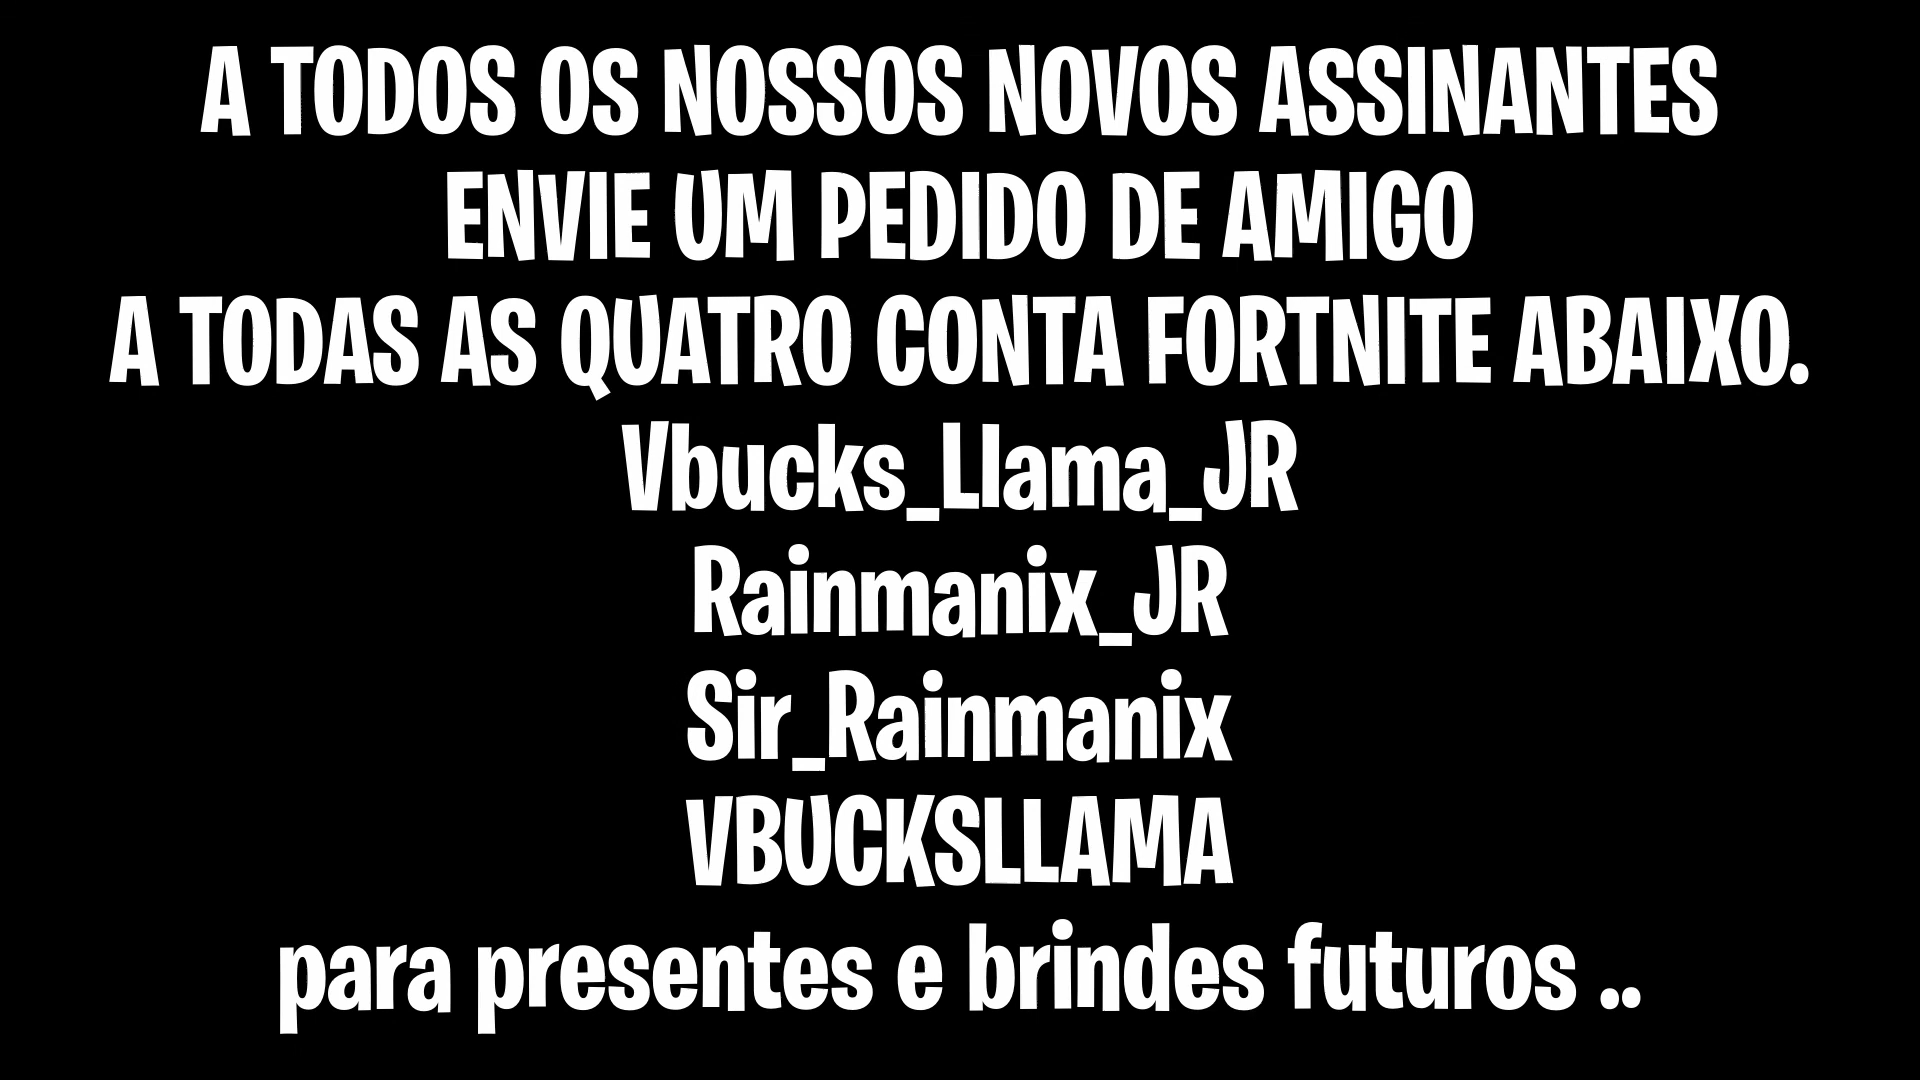 A TODOS OS NOSSOS NOVOS ASSINANTES
ENVIE UM PEDIDO DE AMIGO
A TODAS AS QUATRO CONTA FORTNITE ABAIXO.
Vbucks_Llama_JR
Rainmanix_JR
Sir_Rainmanix
VBUCKSLLAMA
para presentes e brindes futuros ..